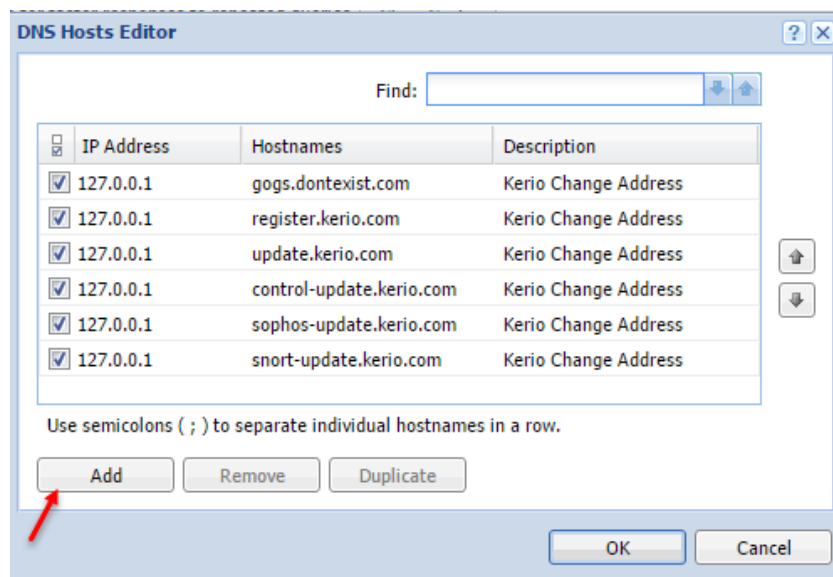 DNS Hosts Editor
Find:
IP Address Hostnames Description
127.0.0.1 gogs.dontexist.com Kerio Change Address
127.0.0.1 register.kerio.com Kerio Change Address
127.0.0.1 update.kerio.com Kerio Change Address
127.0.0.1 control-update.kerio.com Kerio Change Address
127.0.0.1 sophos-update.kerio.com Kerio Change Address
127.0.0.1 snort-update.kerio.com Kerio Change Address
Use semicolons ( ; ) to separate individual hostnames in a row.
Add Remove Duplicate
OK Cancel